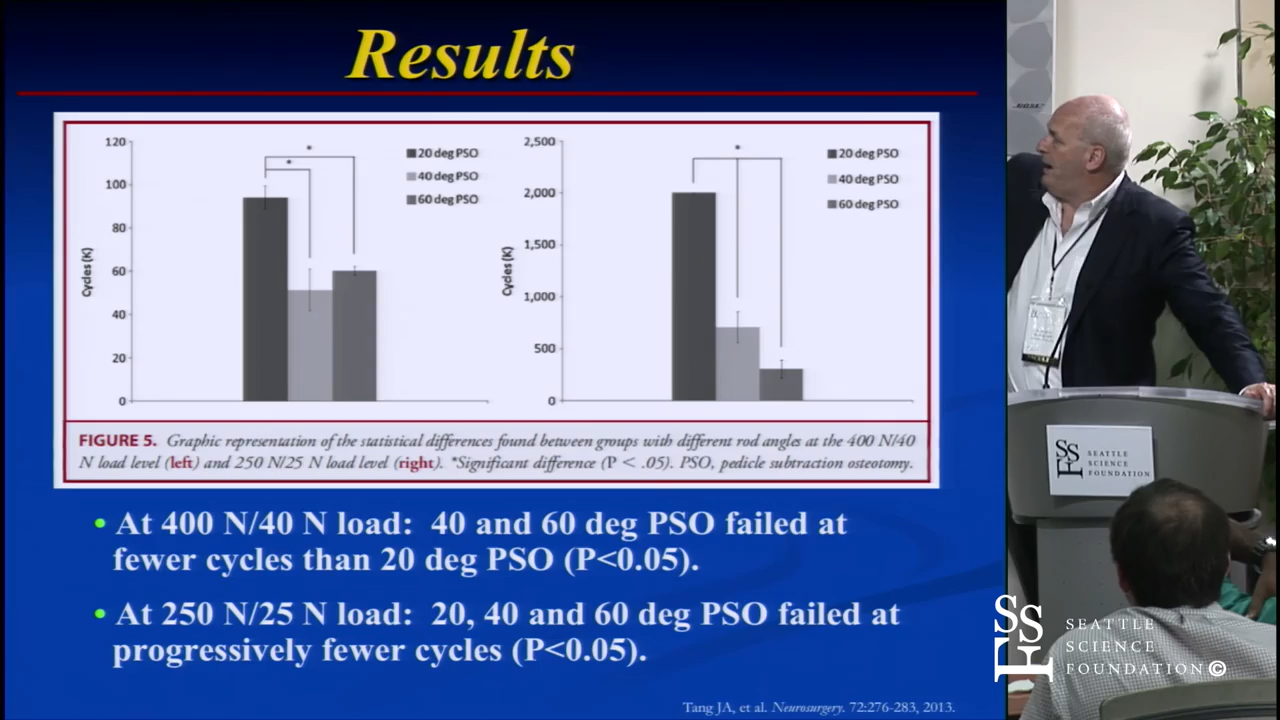 Results
120
100
80
60
40
20
0
Cycles (K)
20 deg PSO
40 deg PSO
60 deg PSO
*
*
2,500
2,000
1,500
1,000
500
0
Cycles (K)
20 deg PSO
40 deg PSO
60 deg PSO
*
FIGURE 5. Graphic representation of the statistical differences found between groups with different rod angles at the 400 N/40
N load level (left) and 250 N/25 N load level (right). *Significant difference (P < .05). PSO, pedicle subtraction osteotomy.
• At 400 N/40 N load: 40 and 60 deg PSO failed at
fewer cycles than 20 deg PSO (P<0.05).
• At 250 N/25 N load: 20, 40 and 60 deg PSO failed at
progressively fewer cycles (P<0.05).
Tang JA, et al. Neurosurgery. 72:276-283, 2013.
SSF
SEATTLE
SCIENCE
FOUNDATION
SSF
SEATTLE
SCIENCE
FOUNDATION©